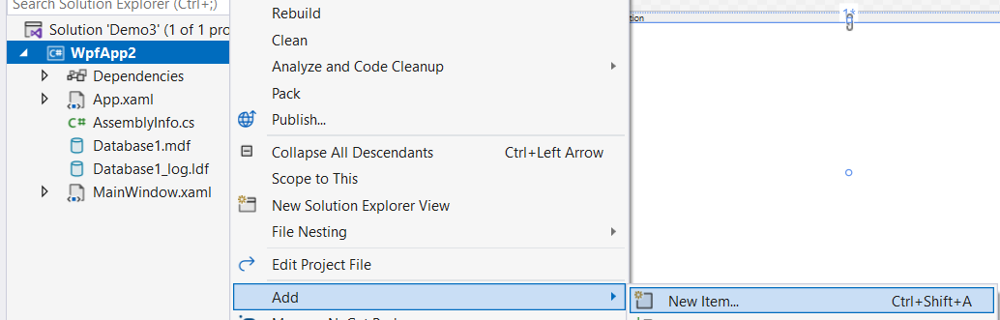 Search Solution Explorer (Ctrl+;)
Solution 'Demo3' (1 of 1 pro
WpfApp2
Dependencies
App.xaml
AssemblyInfo.cs
Database1.mdf
Database1_log.ldf
MainWindow.xaml
Rebuild
Clean
Analyze and Code Cleanup
Pack
Publish...
Collapse All Descendants Ctrl+Left Arrow
Scope to This
New Solution Explorer View
File Nesting
Edit Project File
Add
New Item... Ctrl+Shift+A